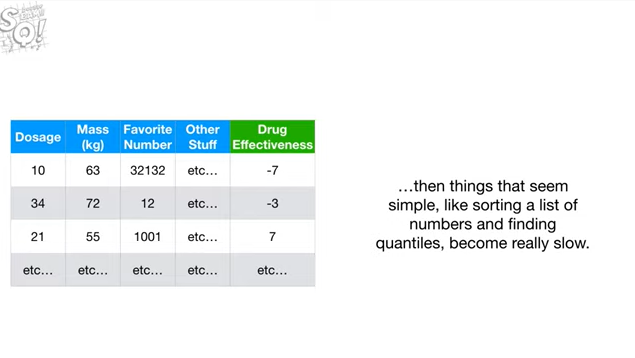 SQ!
Dosage
Mass (kg)
Favorite Number
Other Stuff
Drug Effectiveness
10 63 32132 etc… -7
34 72 12 etc… -3
21 55 1001 etc… 7
etc… etc… etc… etc… etc…
…then things that seem
simple, like sorting a list of
numbers and finding
quantiles, become really slow.